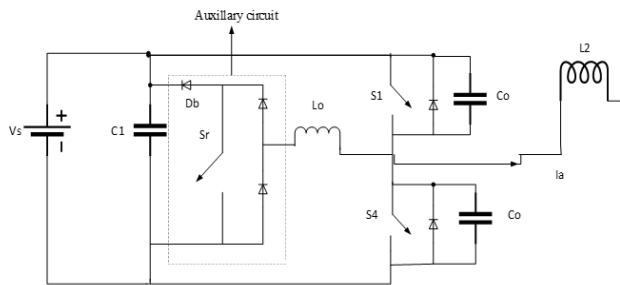 Auxillary circuit
L2
Db
Lo
S1
Co
Vs
+
C1
Sr
Ia
S4
Co